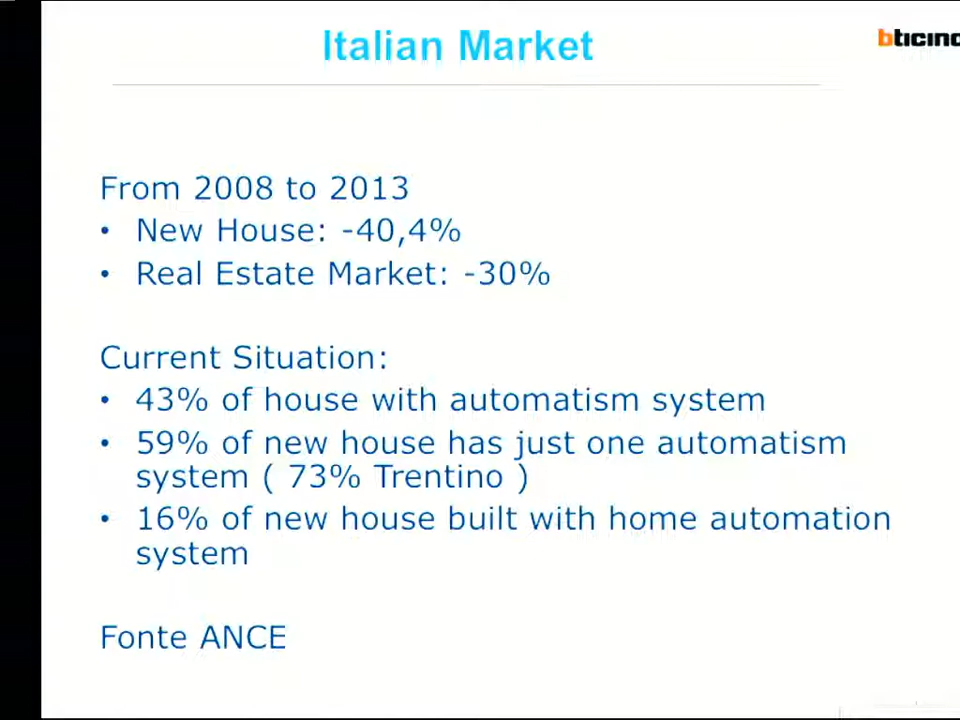 Italian Market
bticino
From 2008 to 2013
• New House: -40,4%
• Real Estate Market: -30%
Current Situation:
• 43% of house with automatism system
• 59% of new house has just one automatism
system ( 73% Trentino )
• 16% of new house built with home automation
system
Fonte ANCE